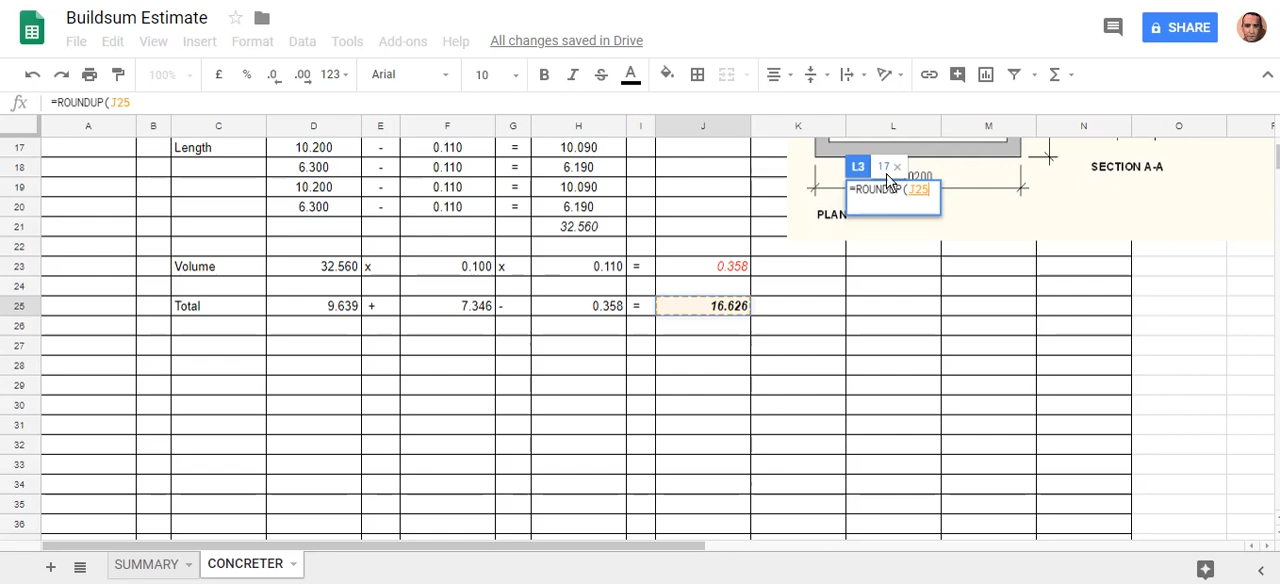 Buildsum Estimate
File Edit View Insert Format Data Tools Add-ons Help All changes saved in Drive
SHARE
100% £ % .0 .00 123 Arial 10 B I S A Σ
fx =ROUNDUP(J25
A B C D E F G H I J K L M N O
17 Length 10.200 - 0.110 = 10.090
SECTION A-A
L3 17 ×
18 6.300 - 0.110 = 6.190
=ROUNDUP(J25
19 10.200 - 0.110 = 10.090
20 6.300 - 0.110 = 6.190
PLAN
21 32.560
22
23 Volume 32.560 x 0.100 x 0.110 = 0.358
24
25 Total 9.639 + 7.346 - 0.358 = 16.626
26
27
28
29
30
31
32
33
34
35
36
+ SUMMARY CONCRETER